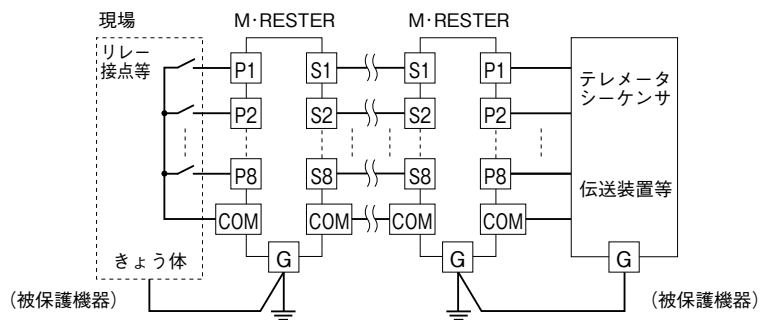 現場
M·RESTER
M·RESTER
リレー
接点等
P1
S1
S1
P1
テレメータ
シーケンサ
P2
S2
S2
P2
P8
S8
S8
P8
伝送装置等
COM
COM
COM
COM
きょう体
G
G
G
（被保護機器）
（被保護機器）